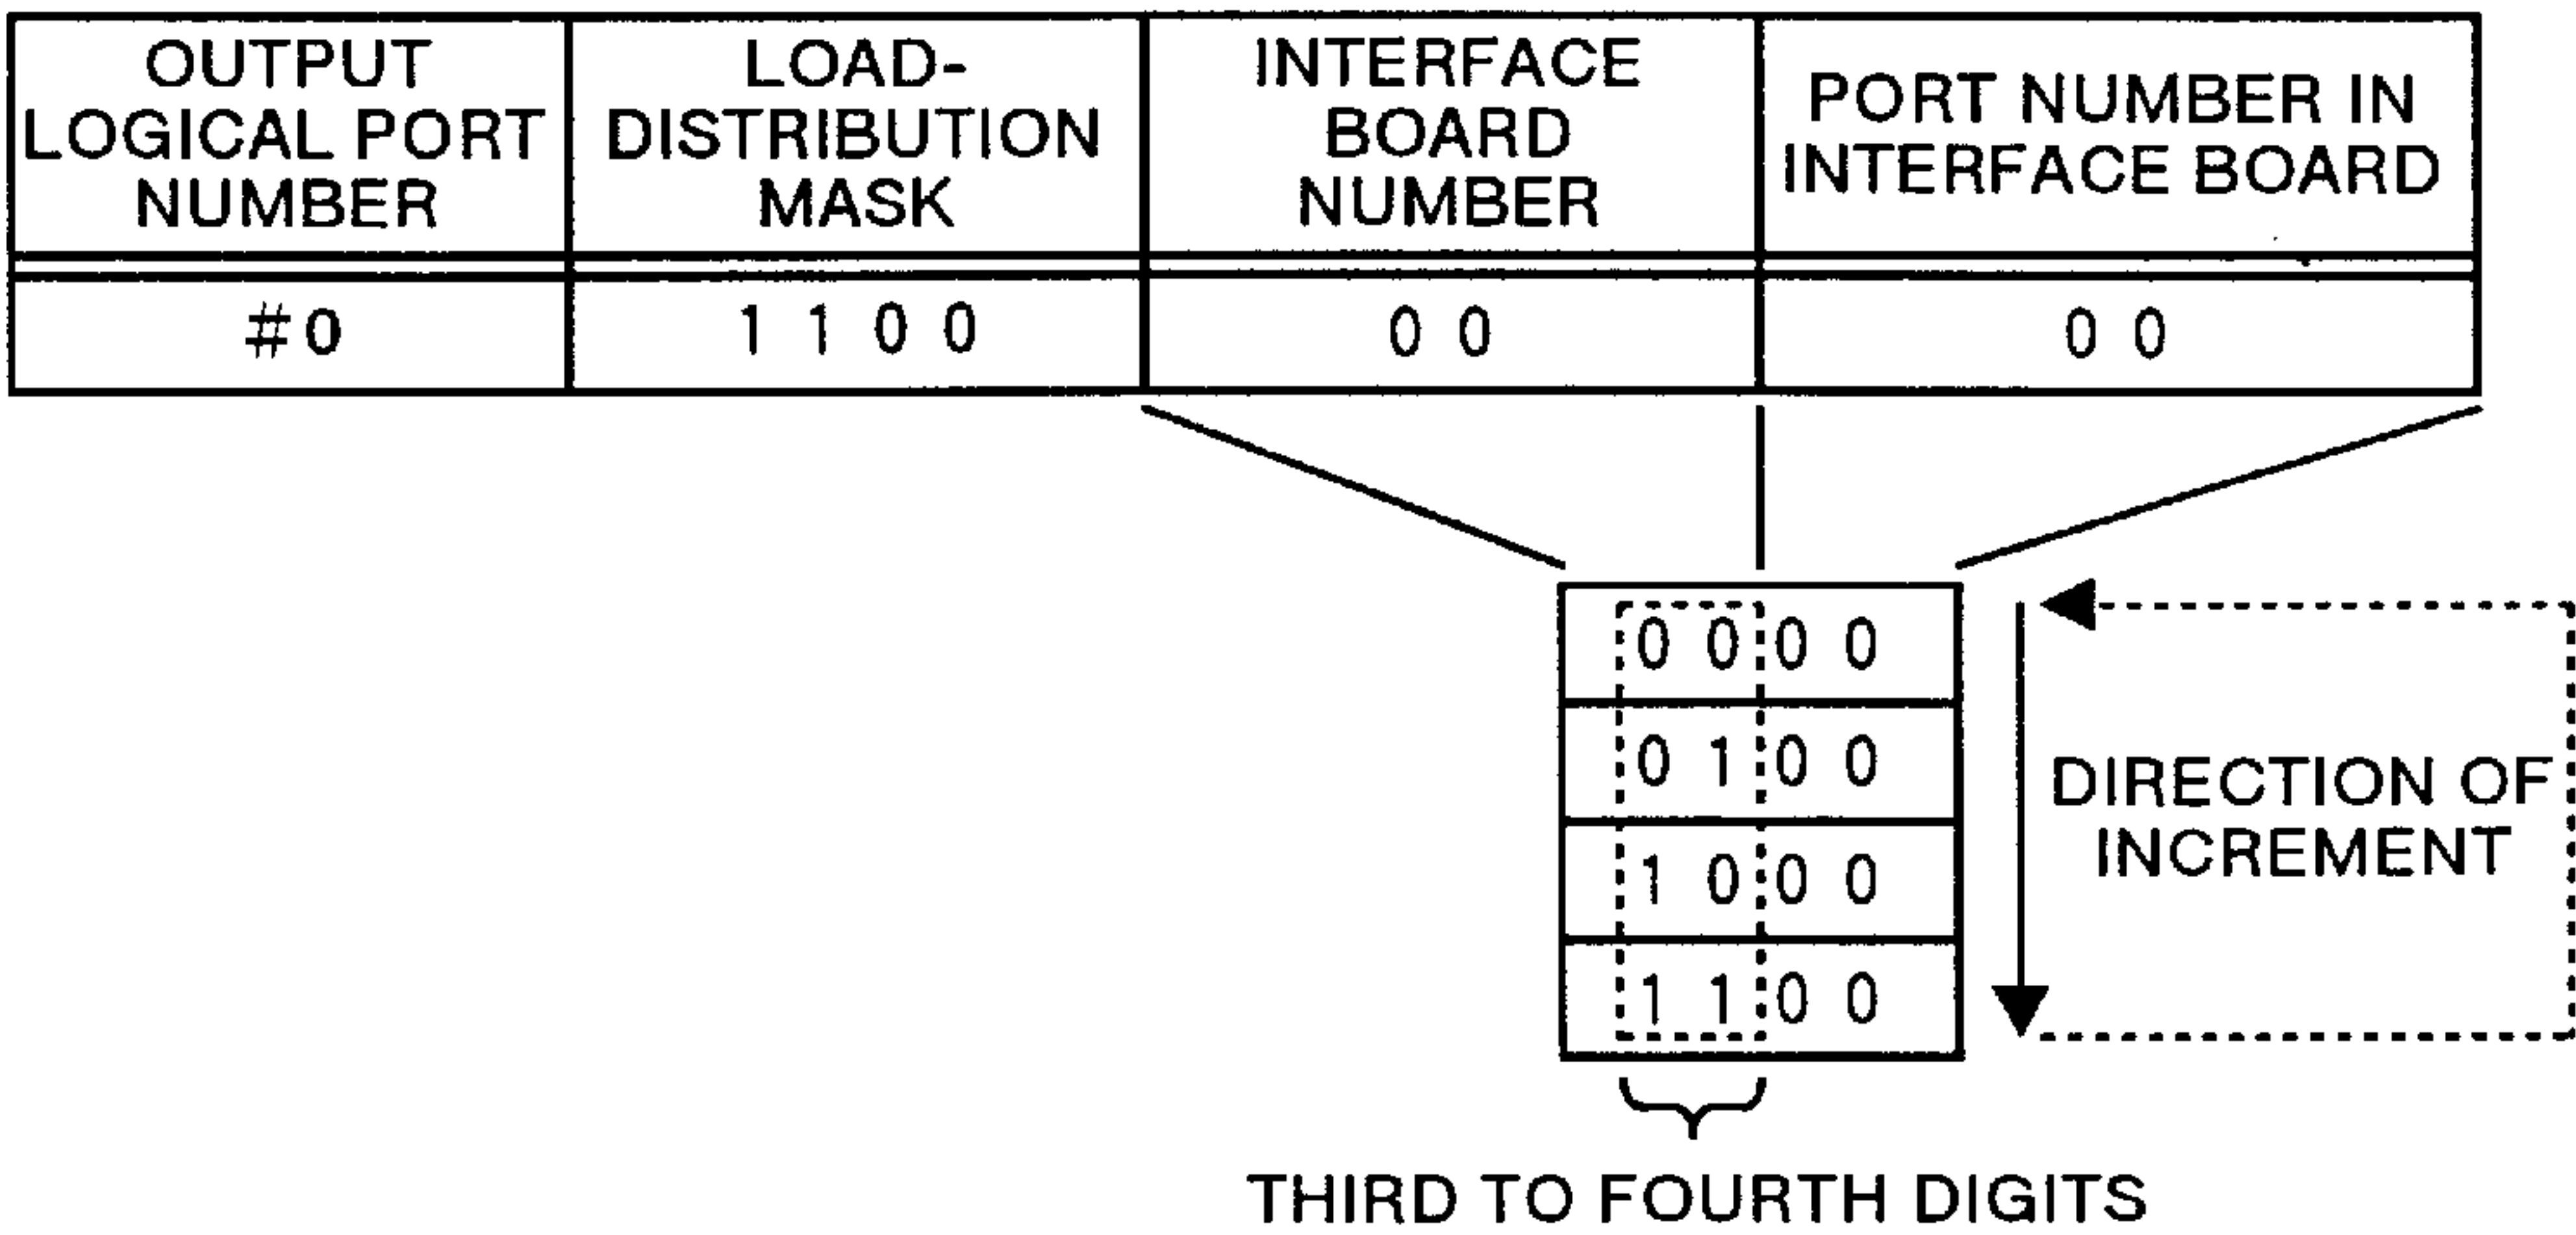 OUTPUT
LOGICAL PORT
NUMBER
LOAD-
DISTRIBUTION
MASK
INTERFACE
BOARD
NUMBER
PORT NUMBER IN
INTERFACE BOARD
#0
1 1 0 0
0 0
0 0
0 0 0 0
0 1 0 0
1 0 0 0
1 1 0 0
DIRECTION OF
INCREMENT
THIRD TO FOURTH DIGITS